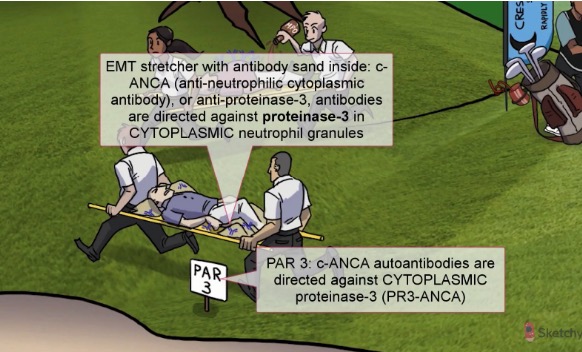 CRES
RAPIDLY
EMT stretcher with antibody sand inside: c-
ANCA (anti-neutrophilic cytoplasmic
antibody), or anti-proteinase-3, antibodies
are directed against proteinase-3 in
CYTOPLASMIC neutrophil granules
PAR 3: c-ANCA autoantibodies are
directed against CYTOPLASMIC
proteinase-3 (PR3-ANCA)
PAR
3
Sketchy